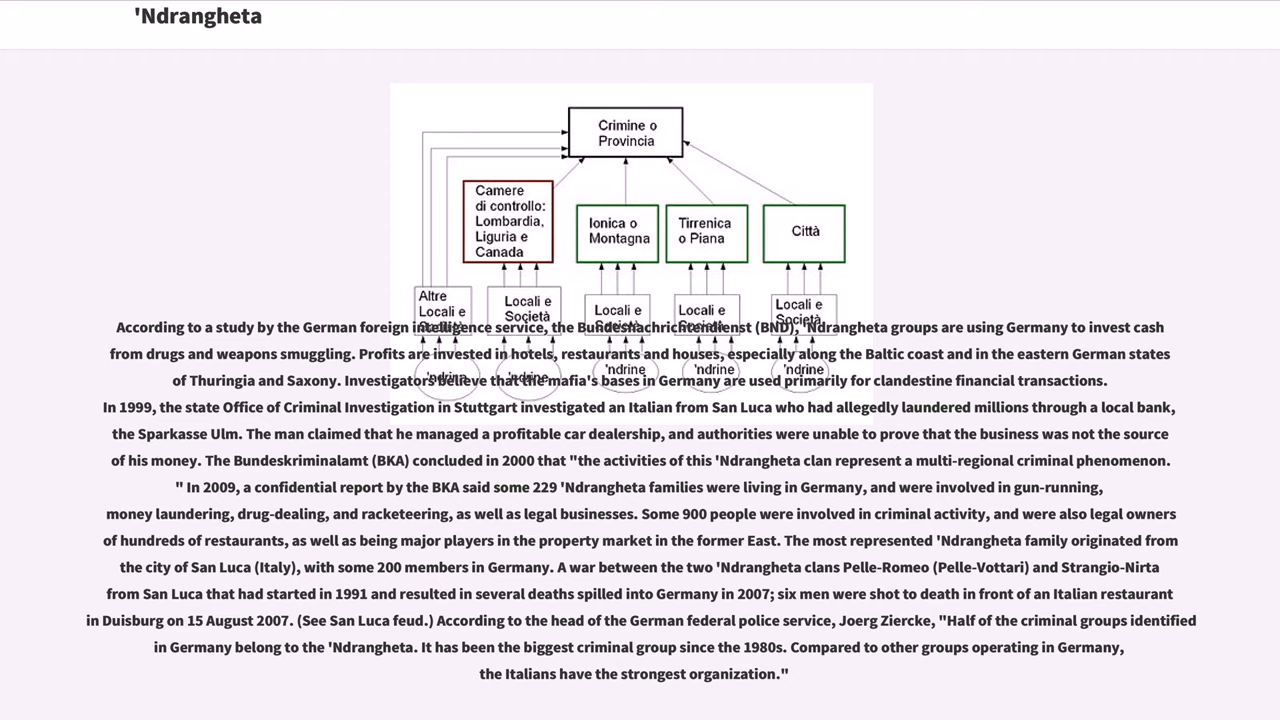 'Ndrangheta
Crimine o
Provincia
Camere
di controllo:
Lombardia,
Liguria e
Canada
Ionica o
Montagna
Tirrenica
o Piana
Città
Altre
Locali e
Locali e
Società
Locali e
Società
Locali e
Società
Locali e
Società
'ndrine
'ndrine
'ndrine
'ndrine
'ndrine
According to a study by the German foreign intelligence service, the Bundesnachrichtendienst (BND), 'Ndrangheta groups are using Germany to invest cash
from drugs and weapons smuggling. Profits are invested in hotels, restaurants and houses, especially along the Baltic coast and in the eastern German states
of Thuringia and Saxony. Investigators believe that the mafia's bases in Germany are used primarily for clandestine financial transactions.
In 1999, the state Office of Criminal Investigation in Stuttgart investigated an Italian from San Luca who had allegedly laundered millions through a local bank,
the Sparkasse Ulm. The man claimed that he managed a profitable car dealership, and authorities were unable to prove that the business was not the source
of his money. The Bundeskriminalamt (BKA) concluded in 2000 that "the activities of this 'Ndrangheta clan represent a multi-regional criminal phenomenon.
" In 2009, a confidential report by the BKA said some 229 'Ndrangheta families were living in Germany, and were involved in gun-running,
money laundering, drug-dealing, and racketeering, as well as legal businesses. Some 900 people were involved in criminal activity, and were also legal owners
of hundreds of restaurants, as well as being major players in the property market in the former East. The most represented 'Ndrangheta family originated from
the city of San Luca (Italy), with some 200 members in Germany. A war between the two 'Ndrangheta clans Pelle-Romeo (Pelle-Vottari) and Strangio-Nirta
from San Luca that had started in 1991 and resulted in several deaths spilled into Germany in 2007; six men were shot to death in front of an Italian restaurant
in Duisburg on 15 August 2007. (See San Luca feud.) According to the head of the German federal police service, Joerg Ziercke, "Half of the criminal groups identified
in Germany belong to the 'Ndrangheta. It has been the biggest criminal group since the 1980s. Compared to other groups operating in Germany,
the Italians have the strongest organization."